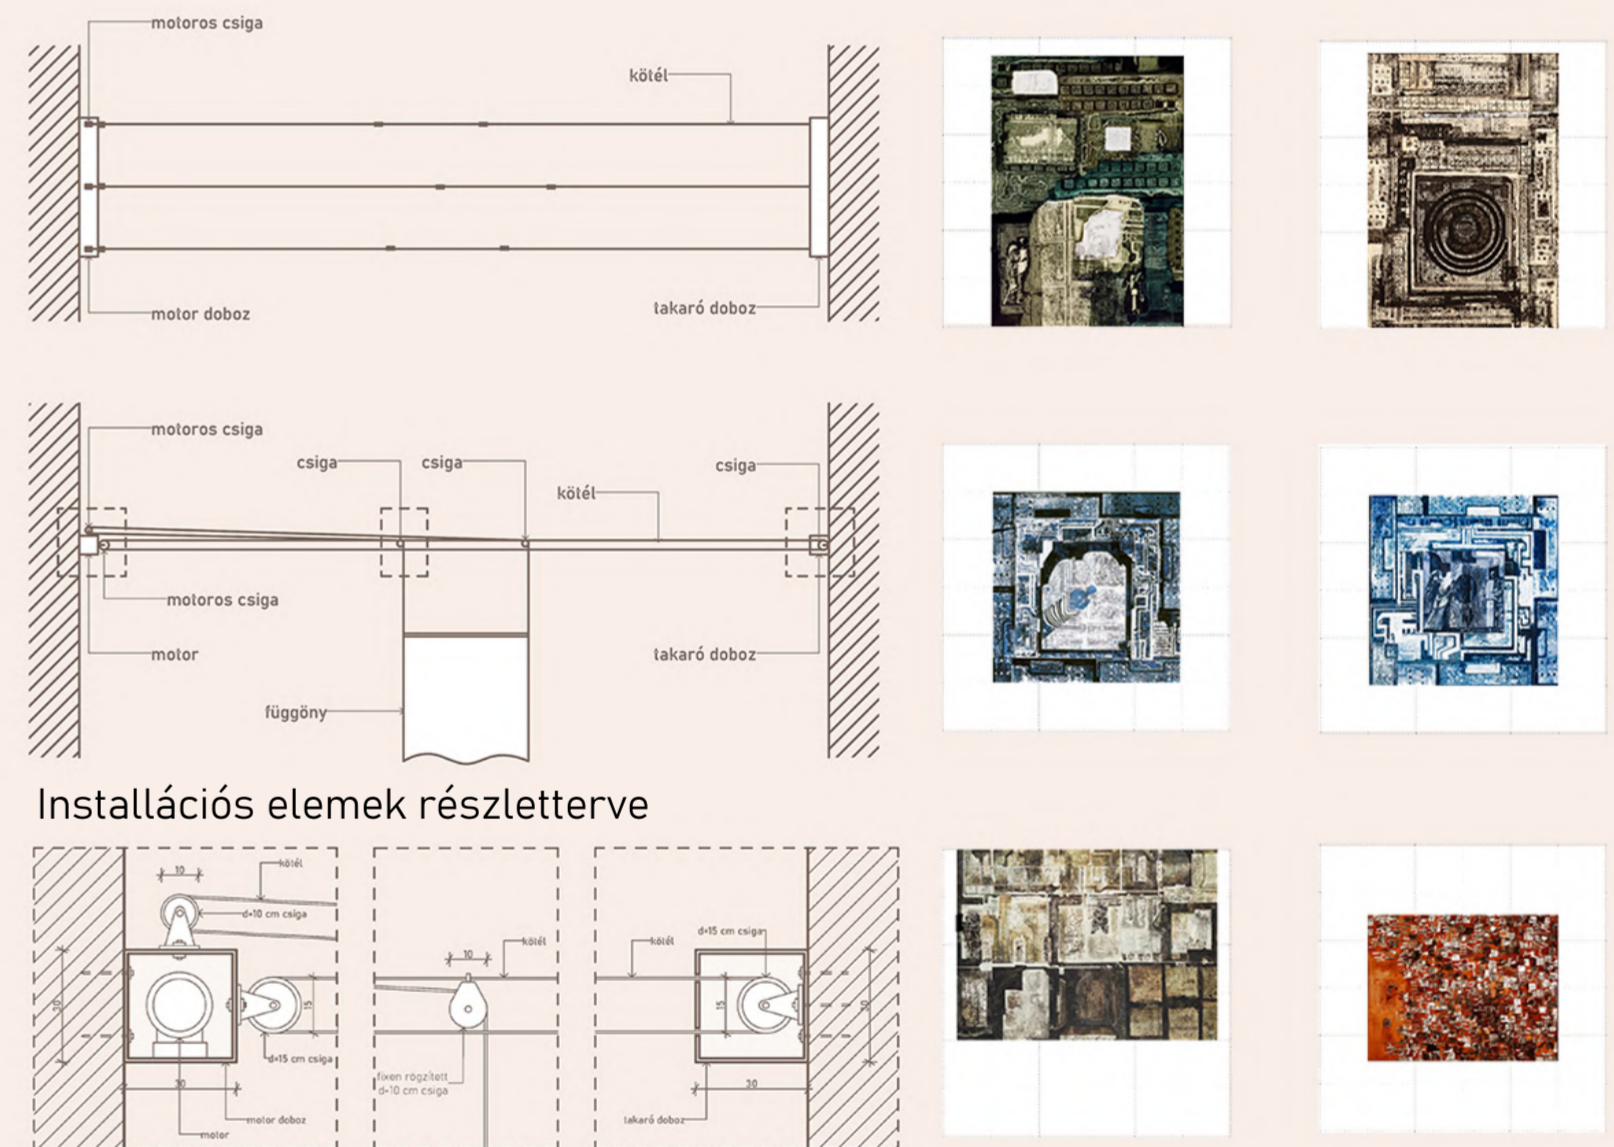 motoros csiga
kötél
motor doboz
takaró doboz
motoros csiga
csiga
csiga
csiga
kötél
motoros csiga
motor
takaró doboz
függöny
Installációs elemek részletterve
10
kötél
d=10 cm csiga
30
15
d=15 cm csiga
30
motor doboz
motor
10
kötél
fixen rögzített
d=10 cm csiga
kötél
d=15 cm csiga
15
30
30
takaró doboz